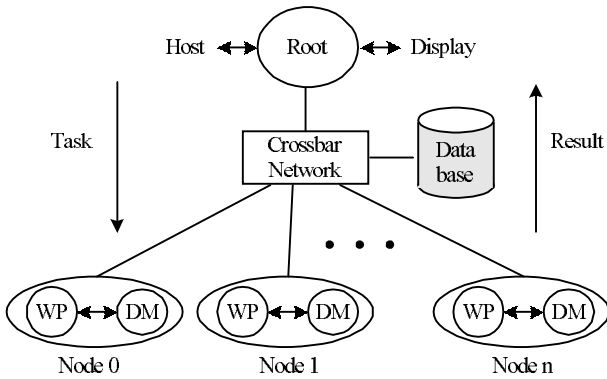 Host
Root
Display
Task
Crossbar
Network
Data
base
Result
WP
DM
WP
DM
WP
DM
Node 0
Node 1
Node n